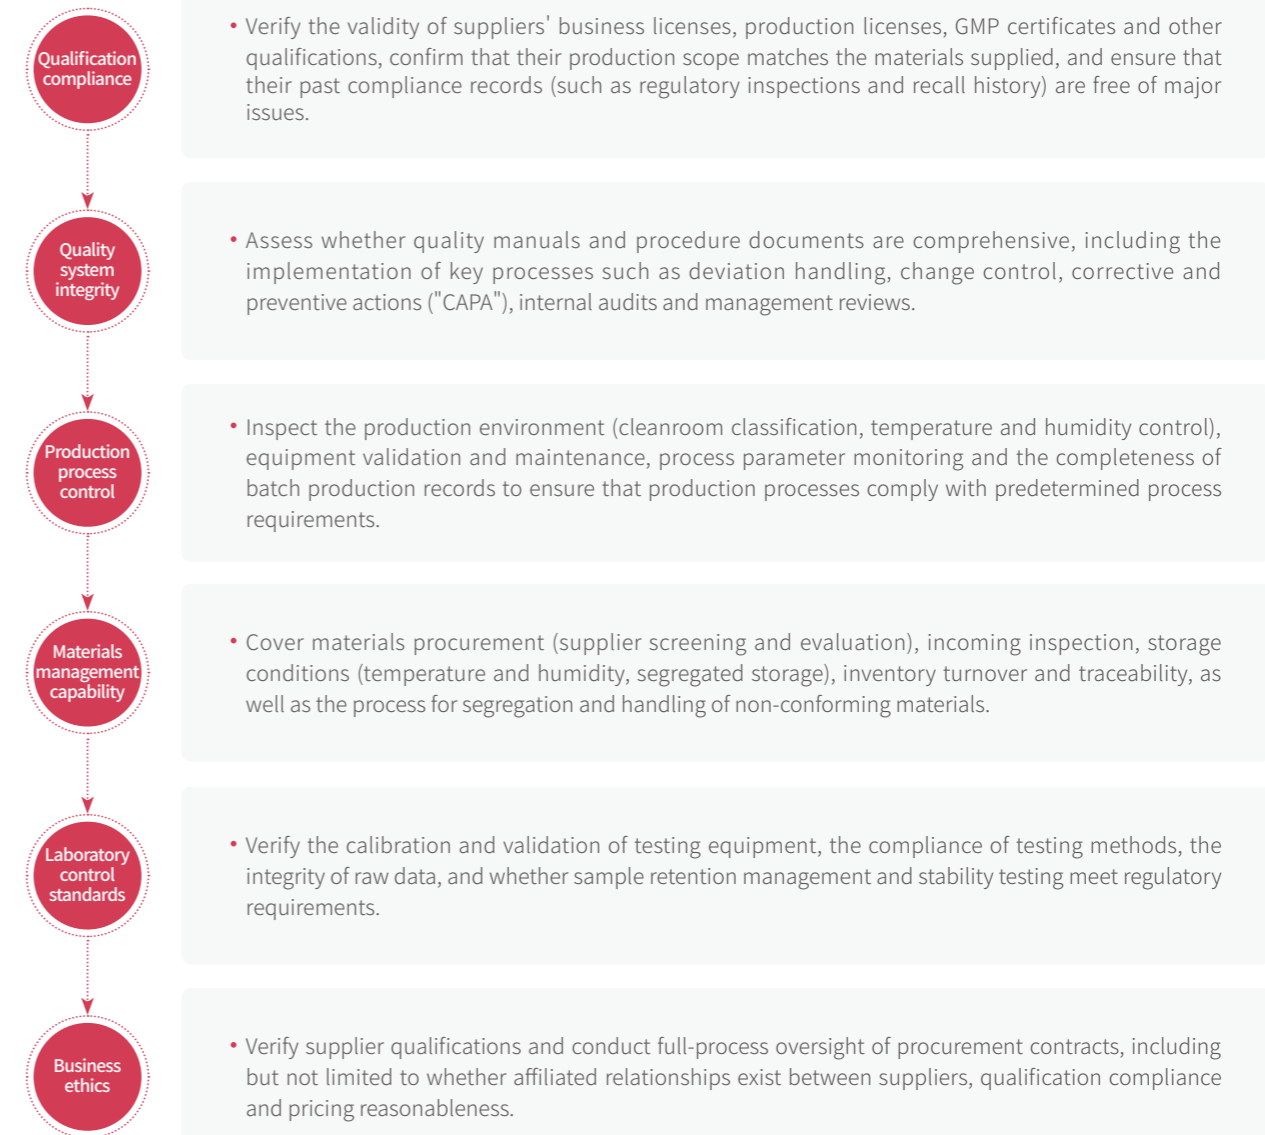 Qualification
compliance
• Verify the validity of suppliers' business licenses, production licenses, GMP certificates and other
qualifications, confirm that their production scope matches the materials supplied, and ensure that
their past compliance records (such as regulatory inspections and recall history) are free of major
issues.
Quality
system
integrity
• Assess whether quality manuals and procedure documents are comprehensive, including the
implementation of key processes such as deviation handling, change control, corrective and
preventive actions ("CAPA"), internal audits and management reviews.
Production
process
control
• Inspect the production environment (cleanroom classification, temperature and humidity control),
equipment validation and maintenance, process parameter monitoring and the completeness of
batch production records to ensure that production processes comply with predetermined process
requirements.
Materials
management
capability
• Cover materials procurement (supplier screening and evaluation), incoming inspection, storage
conditions (temperature and humidity, segregated storage), inventory turnover and traceability, as
well as the process for segregation and handling of non-conforming materials.
Laboratory
control
standards
• Verify the calibration and validation of testing equipment, the compliance of testing methods, the
integrity of raw data, and whether sample retention management and stability testing meet regulatory
requirements.
Business
ethics
• Verify supplier qualifications and conduct full-process oversight of procurement contracts, including
but not limited to whether affiliated relationships exist between suppliers, qualification compliance
and pricing reasonableness.